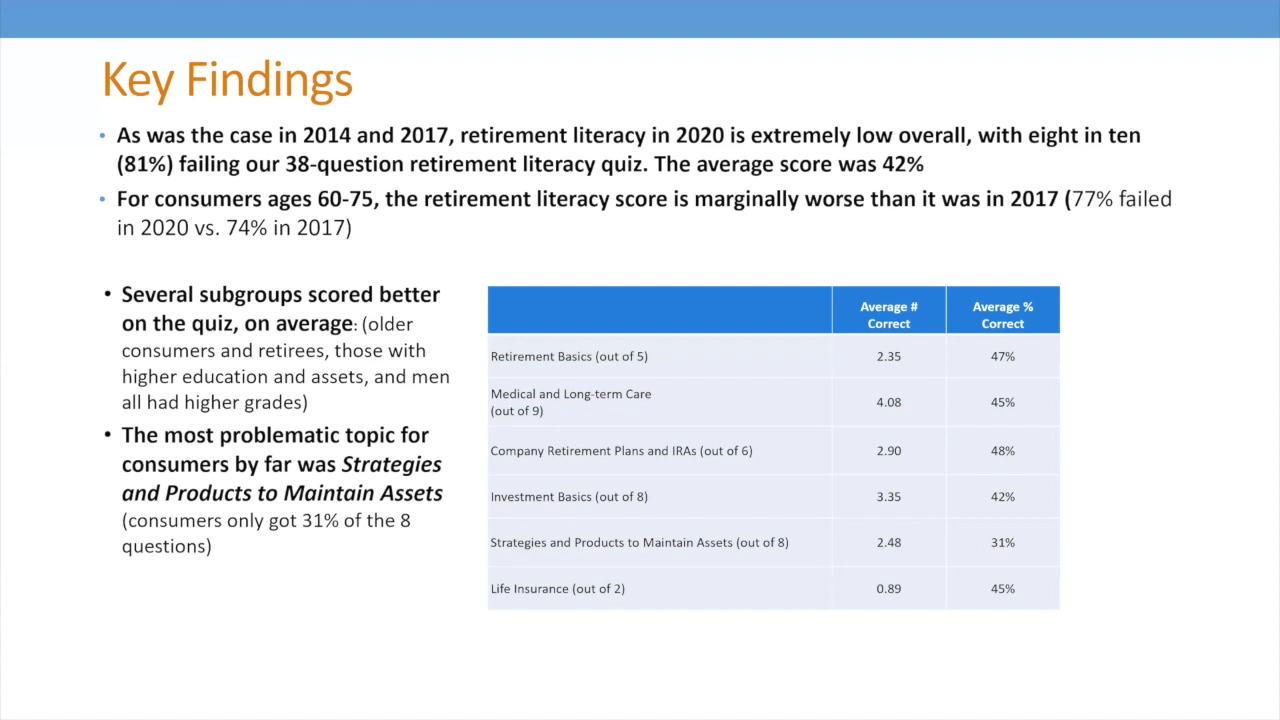 Key Findings
• As was the case in 2014 and 2017, retirement literacy in 2020 is extremely low overall, with eight in ten
(81%) failing our 38-question retirement literacy quiz. The average score was 42%
• For consumers ages 60-75, the retirement literacy score is marginally worse than it was in 2017 (77% failed
in 2020 vs. 74% in 2017)
• Several subgroups scored better
on the quiz, on average: (older
consumers and retirees, those with
higher education and assets, and men
all had higher grades)
• The most problematic topic for
consumers by far was Strategies
and Products to Maintain Assets
(consumers only got 31% of the 8
questions)
Average # Average %
Correct Correct
Retirement Basics (out of 5) 2.35 47%
Medical and Long-term Care
(out of 9) 4.08 45%
Company Retirement Plans and IRAs (out of 6) 2.90 48%
Investment Basics (out of 8) 3.35 42%
Strategies and Products to Maintain Assets (out of 8) 2.48 31%
Life Insurance (out of 2) 0.89 45%